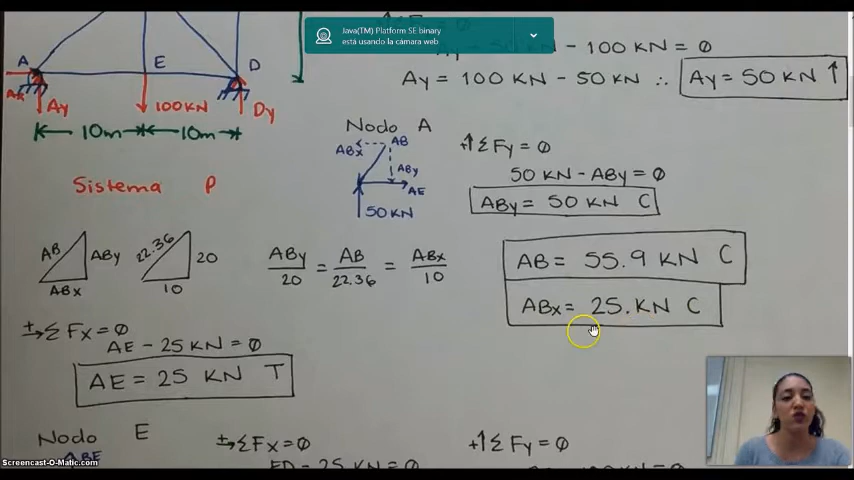 Java(TM) Platform SE binary
está usando la cámara web
- 100 KN = 0
Ay = 100 KN - 50 KN ∴ Ay = 50 KN ↑
A
E
D
Ay
100KN
Dy
10m
10m
Sistema P
Nodo A
ABx
AB
ABy
AE
50 KN
+↑ΣFy = 0
50 KN - ABy = 0
ABy = 50 KN C
AB
ABy
ABx
22.36
20
10
ABy/20 = AB/22.36 = ABx/10
AB = 55.9 KN C
ABx = 25. KN C
+→ΣFx = 0
AE - 25 KN = 0
AE = 25 KN T
Nodo E
+→ΣFx = 0
+↑ΣFy = 0
ED - 25 KN = 0
Screencast-O-Matic.com